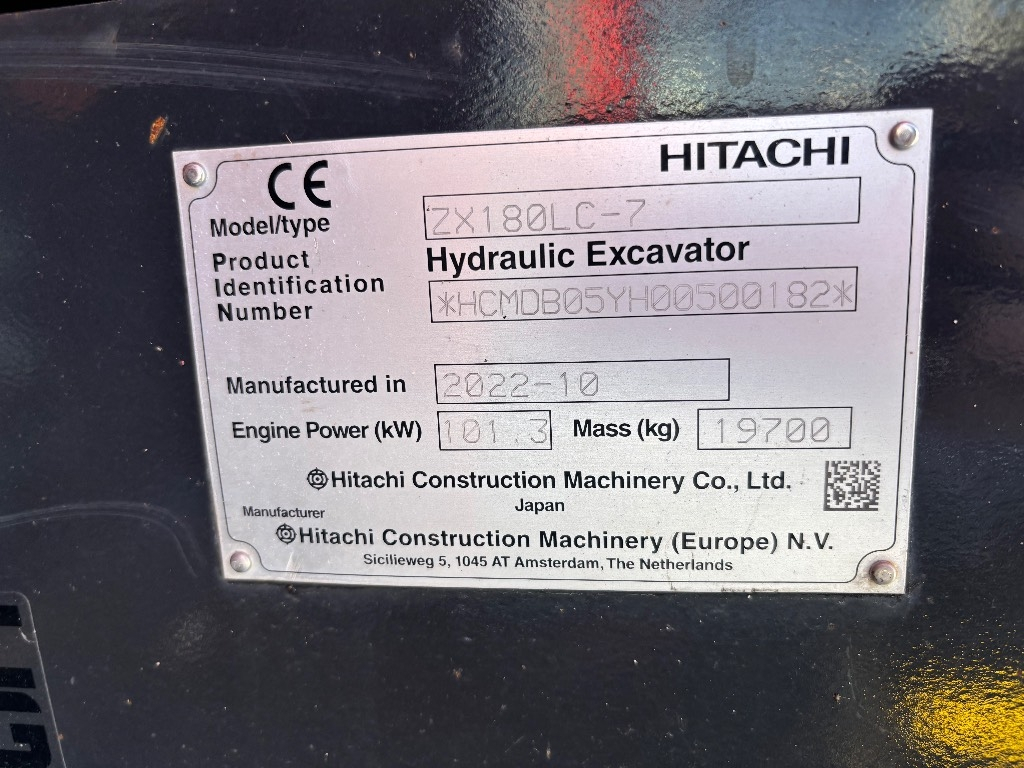 CE HITACHI
Model/type ZX180LC-7
Hydraulic Excavator
Product
Identification
Number *HCMDB05YH00500182*
Manufactured in 2022-10
Engine Power (kW) 101.3 Mass (kg) 19700
Hitachi Construction Machinery Co., Ltd.
Japan
Manufacturer
Hitachi Construction Machinery (Europe) N.V.
Sicilieweg 5, 1045 AT Amsterdam, The Netherlands